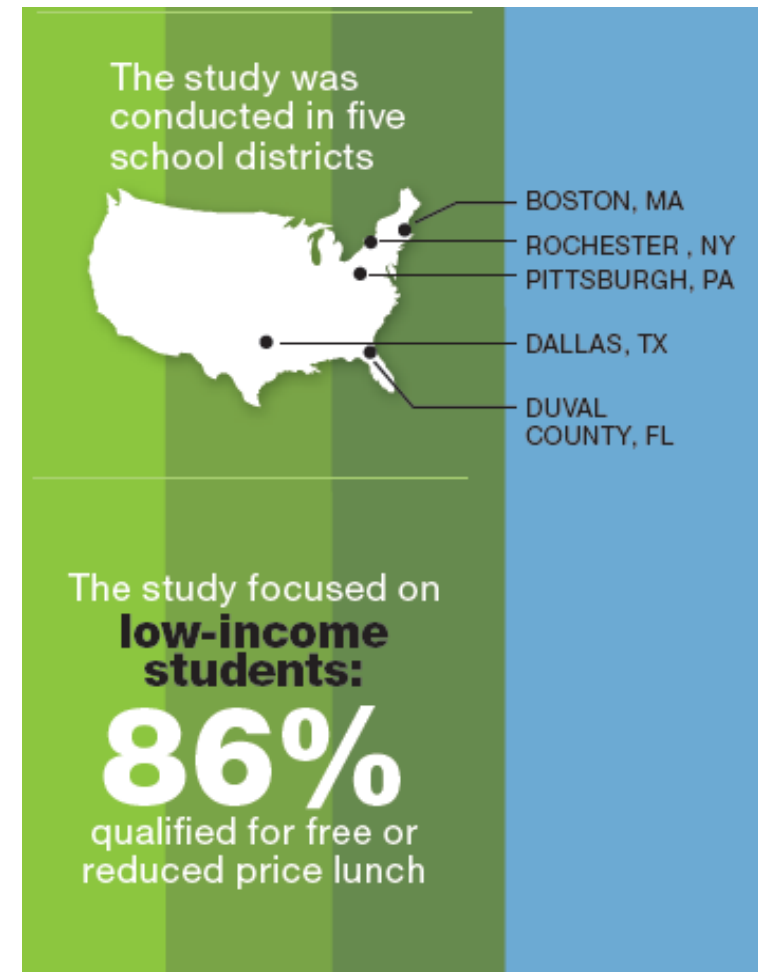 The study was
conducted in five
school districts
BOSTON, MA
ROCHESTER , NY
PITTSBURGH, PA
DALLAS, TX
DUVAL
COUNTY, FL
The study focused on
low-income
students:
86%
qualified for free or
reduced price lunch